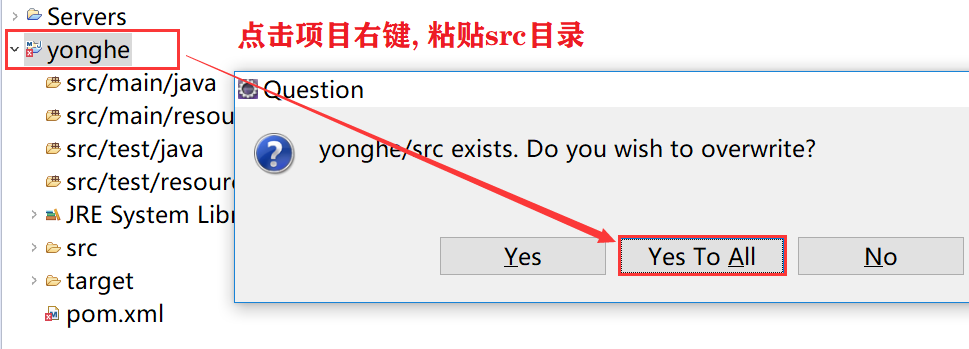 Servers
点击项目右键, 粘贴src目录
yonghe
src/main/java
Question
src/main/resou
yonghe/src exists. Do you wish to overwrite?
src/test/java
src/test/resour
JRE System Lib
src
Yes
Yes To All
No
target
pom.xml